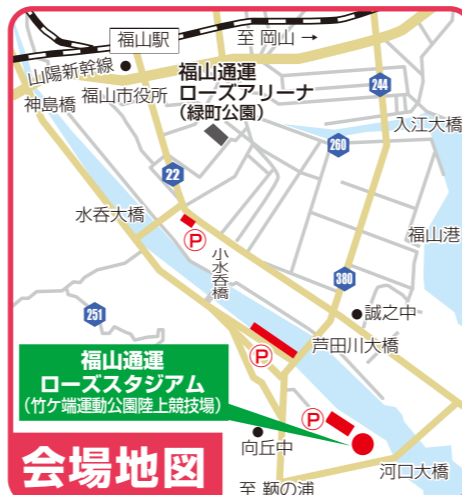 福山駅
至 岡山 →
山陽新幹線
神島橋
福山市役所
福山通運
ローズアリーナ
(緑町公園)
244
入江大橋
260
22
水呑大橋
福山港
P
小水呑橋
380
251
誠之中
芦田川大橋
P
福山通運
ローズスタジアム
(竹ケ端運動公園陸上競技場)
P
向丘中
河口大橋
会場地図
至 鞆の浦